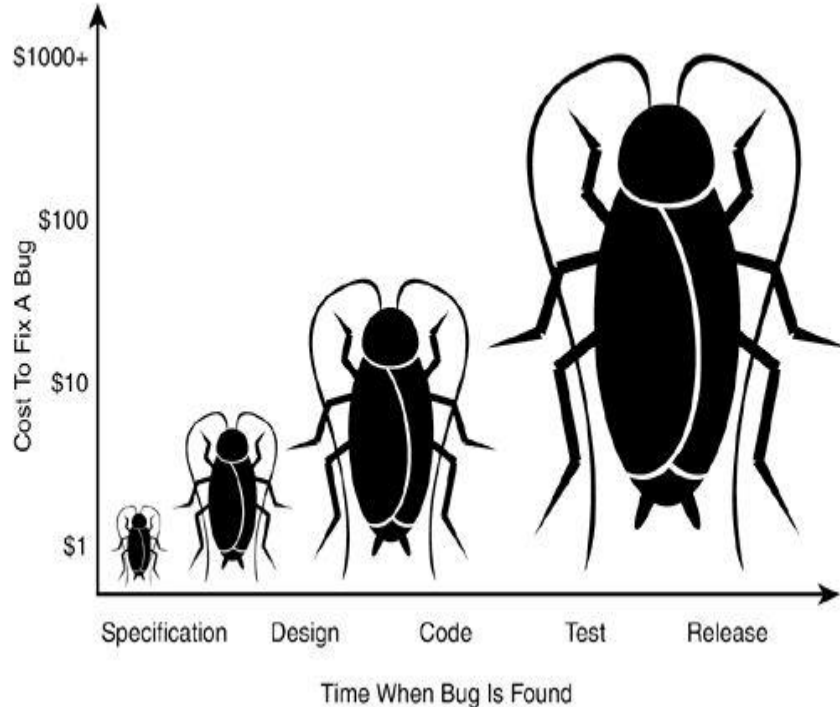 $1000+
$100
$10
$1
Cost To Fix A Bug
Specification Design Code Test Release
Time When Bug Is Found